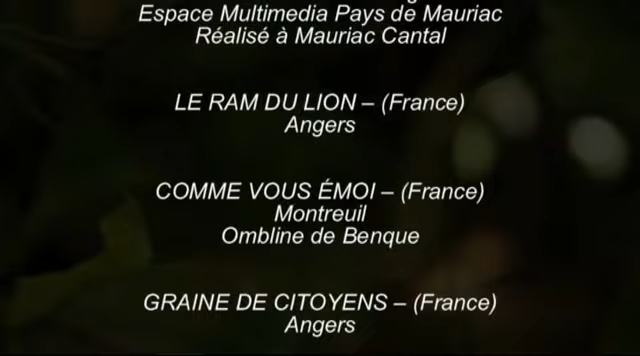 Espace Multimedia Pays de Mauriac
Réalisé à Mauriac Cantal
LE RAM DU LION – (France)
Angers
COMME VOUS ÉMOI – (France)
Montreuil
Ombline de Benque
GRAINE DE CITOYENS – (France)
Angers